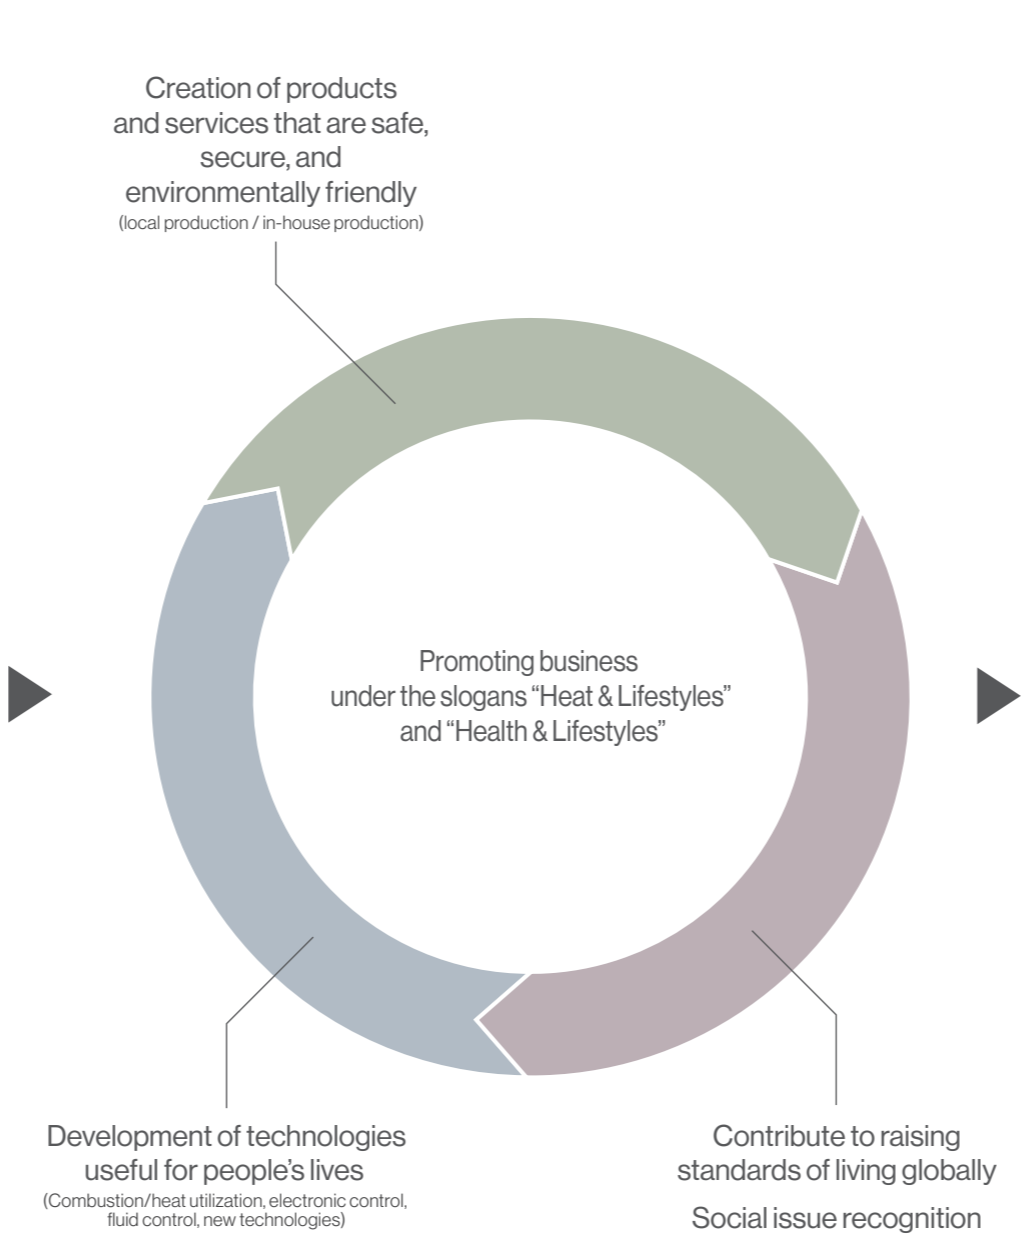 Creation of products
and services that are safe,
secure, and
environmentally friendly
(local production / in-house production)
Promoting business
under the slogans “Heat & Lifestyles”
and “Health & Lifestyles”
Development of technologies
useful for people’s lives
(Combustion/heat utilization, electronic control,
fluid control, new technologies)
Contribute to raising
standards of living globally
Social issue recognition